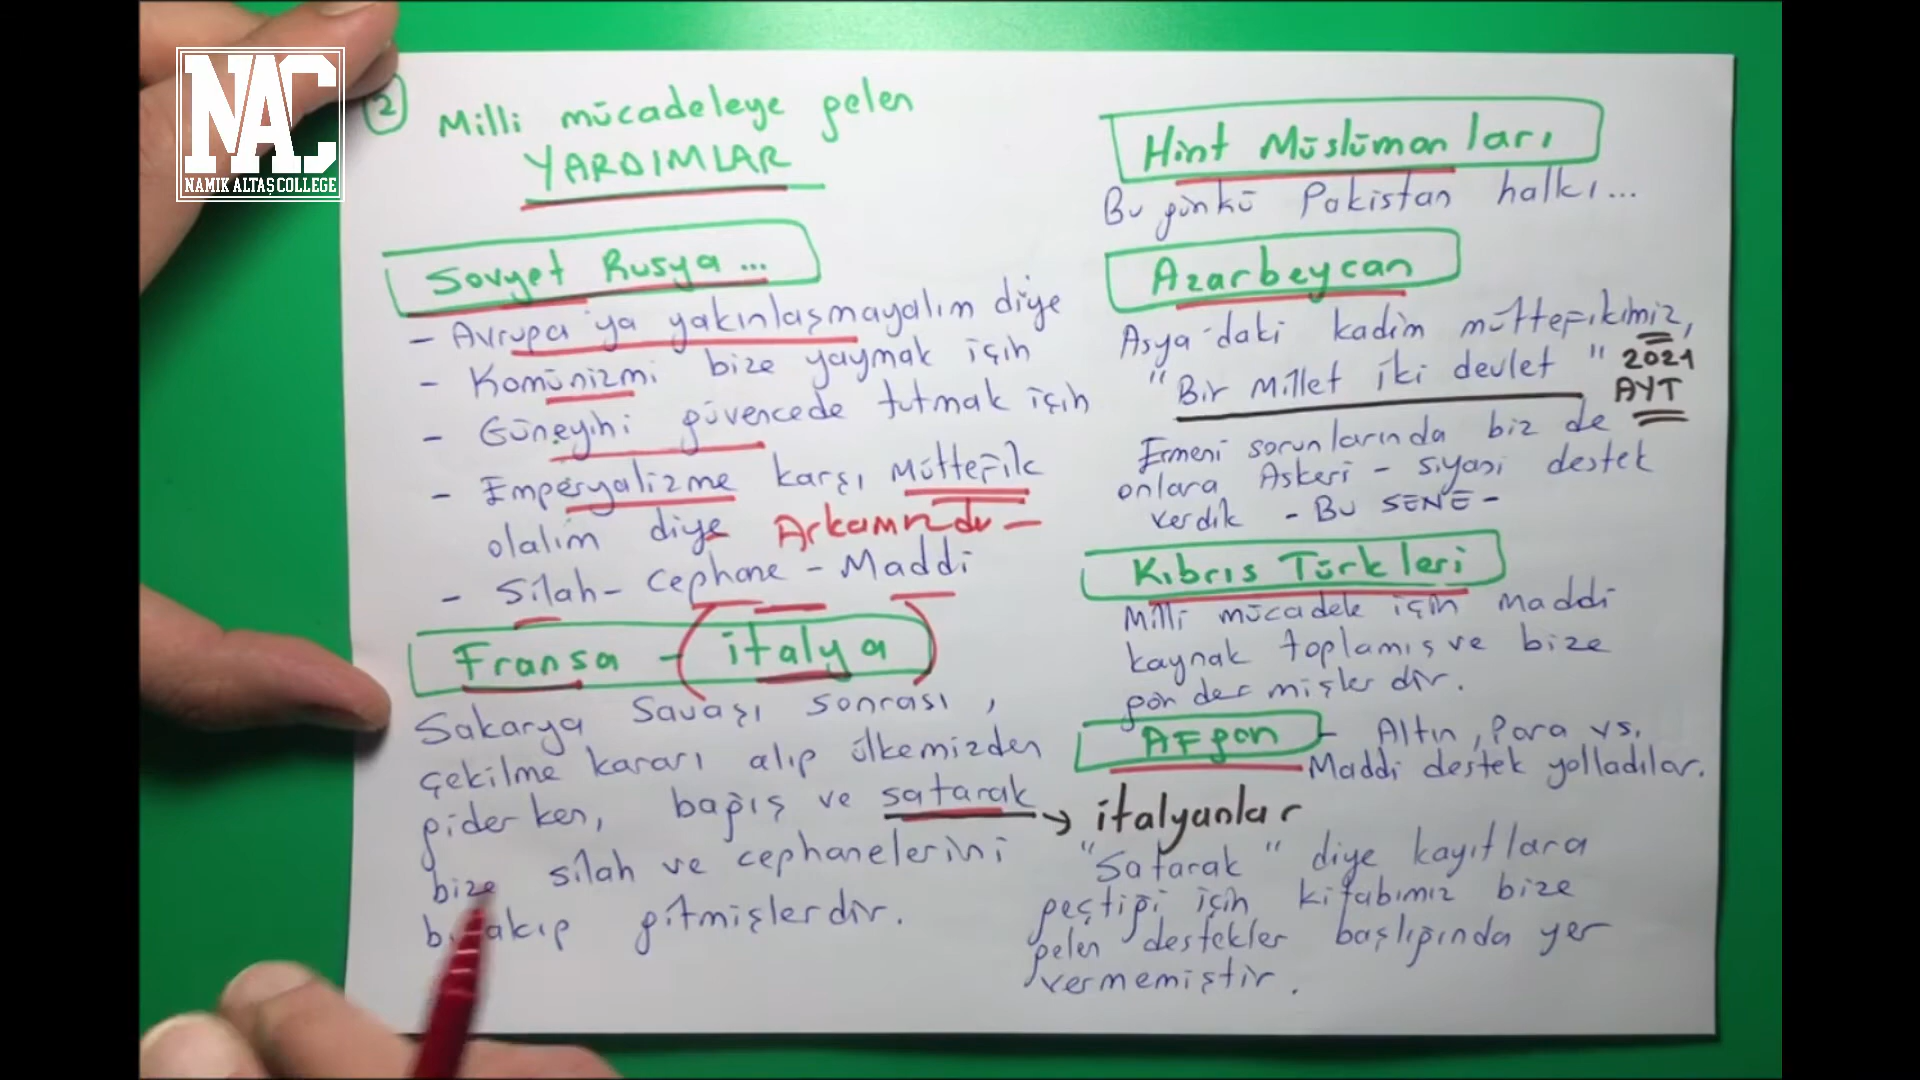 NAC
NAMIK ALTAŞ COLLEGE
2
Milli mücadeleye gelen
YARDIMLAR
Sovyet Rusya...
- Avrupa'ya yakınlaşmayalım diye
- Komünizmi bize yaymak için
- Güneyini güvencede tutmak için
- Emperyalizme karşı müttefik
olalım diye Arkamızda -
- Silah - Cephane - Maddi
Fransa - italya
Sakarya Savaşı sonrası,
çekilme kararı alıp ülkemizden
giderken, bağış ve satarak
bize silah ve cephanelerini
bırakıp gitmişlerdir.
Hint Müslümanları
Bu günkü Pakistan halkı...
Azarbeycan
Asya'daki kadim müttefikimiz,
"Bir millet iki devlet" 2021
AYT
Ermeni sorunlarında biz de
onlara Askeri - siyasi destek
verdik - BU SENE -
Kıbrıs Türkleri
Milli mücadele için maddi
kaynak toplamış ve bize
göndermişlerdir.
AFgan - Altın, Para vs.
Maddi destek yolladılar.
→ italyanlar
"Satarak" diye kayıtlara
geçtiği için kitabımız bize
gelen destekler başlığında yer
vermemiştir.